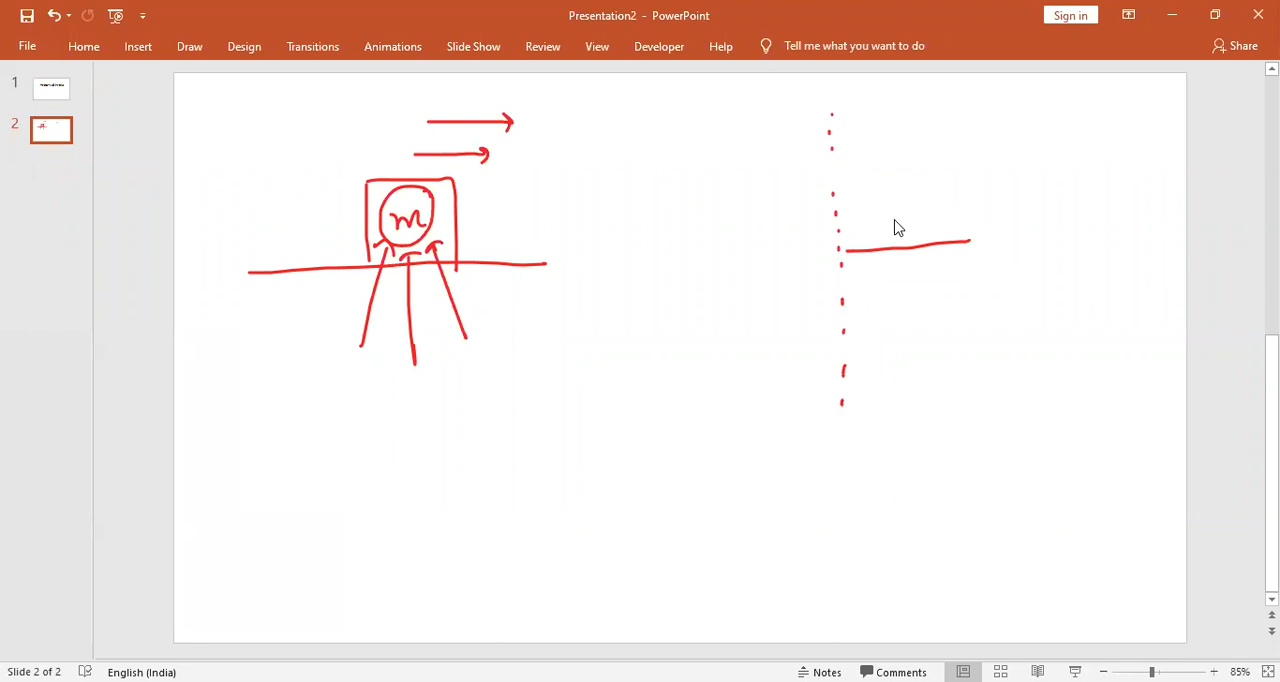 Presentation2 - PowerPoint
Sign in
File Home Insert Draw Design Transitions Animations Slide Show Review View Developer Help Tell me what you want to do Share
1
2
m
Slide 2 of 2 English (India) Notes Comments 85%